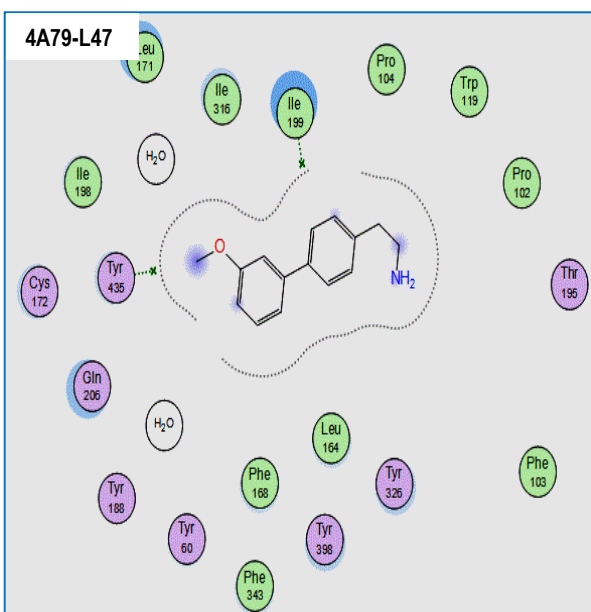 4A79-L47
Leu
171
Ile
316
Ile
199
Pro
104
Trp
119
H₂O
Ile
198
Pro
102
O
Tyr
435
Cys
172
NH₂
Thr
195
Gln
206
H₂O
Leu
164
Phe
168
Tyr
326
Phe
103
Tyr
188
Tyr
60
Tyr
398
Phe
343